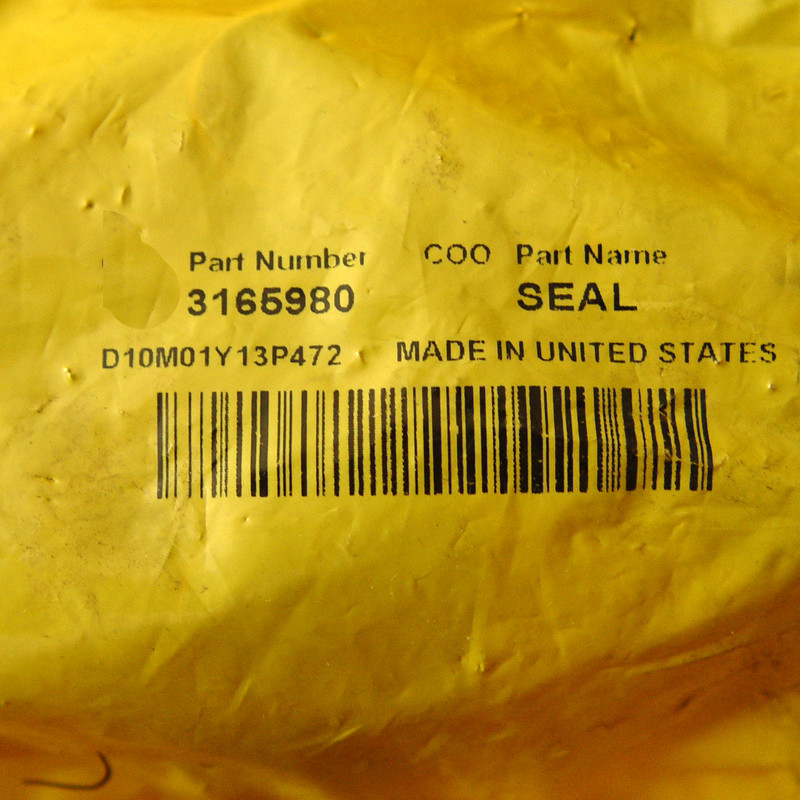 Part Number COO Part Name
3165980 SEAL
D10M01Y13P472 MADE IN UNITED STATES